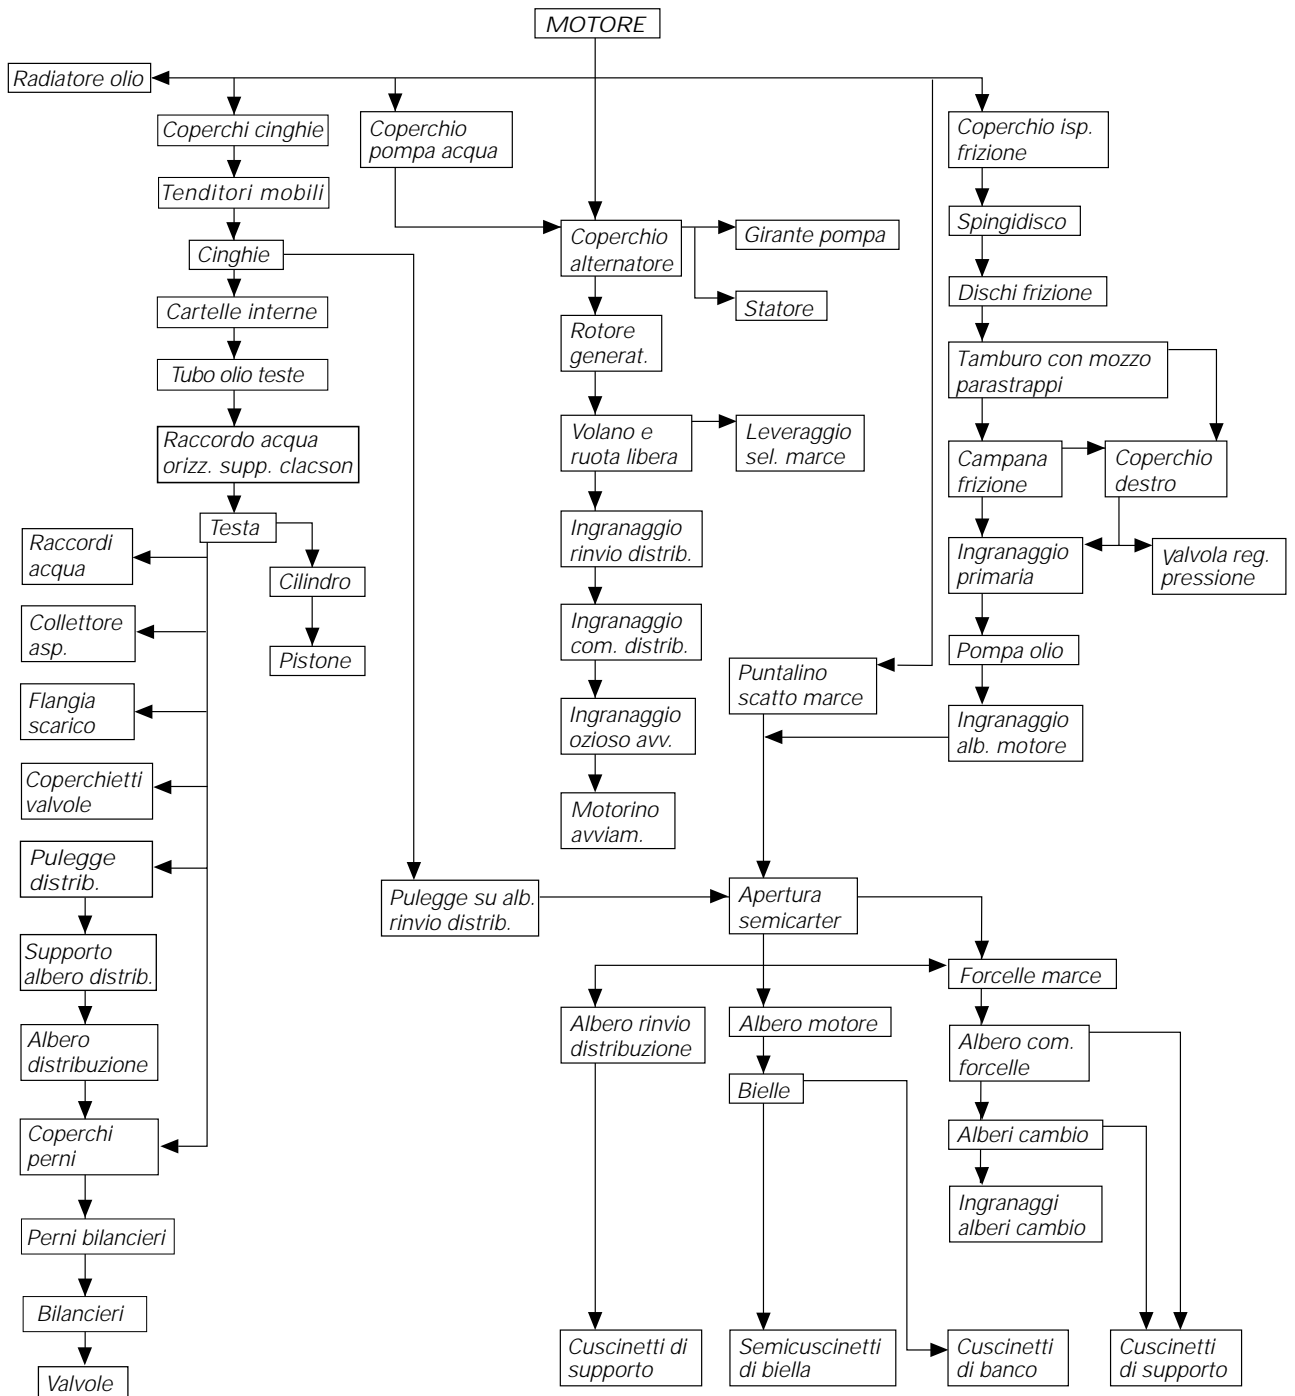 MOTORE
Radiatore olio
Coperchi cinghie
Coperchio
pompa acqua
Coperchio isp.
frizione
Tenditori mobili
Spingidisco
Cinghie
Coperchio
alternatore
Girante pompa
Dischi frizione
Cartelle interne
Statore
Rotore
generat.
Tamburo con mozzo
parastrappi
Tubo olio teste
Raccordo acqua
orizz. supp. clacson
Volano e
ruota libera
Leveraggio
sel. marce
Campana
frizione
Coperchio
destro
Testa
Raccordi
acqua
Cilindro
Ingranaggio
rinvio distrib.
Ingranaggio
primaria
Valvola reg.
pressione
Collettore
asp.
Pistone
Ingranaggio
com. distrib.
Pompa olio
Puntalino
scatto marce
Flangia
scarico
Ingranaggio
ozioso avv.
Ingranaggio
alb. motore
Coperchietti
valvole
Motorino
avviam.
Pulegge
distrib.
Pulegge su alb.
rinvio distrib.
Apertura
semicarter
Supporto
albero distrib.
Forcelle marce
Albero
distribuzione
Albero rinvio
distribuzione
Albero motore
Albero com.
forcelle
Bielle
Coperchi
perni
Alberi cambio
Ingranaggi
alberi cambio
Perni bilancieri
Bilancieri
Cuscinetti di
supporto
Semicuscinetti
di biella
Cuscinetti
di banco
Cuscinetti
di supporto
Valvole